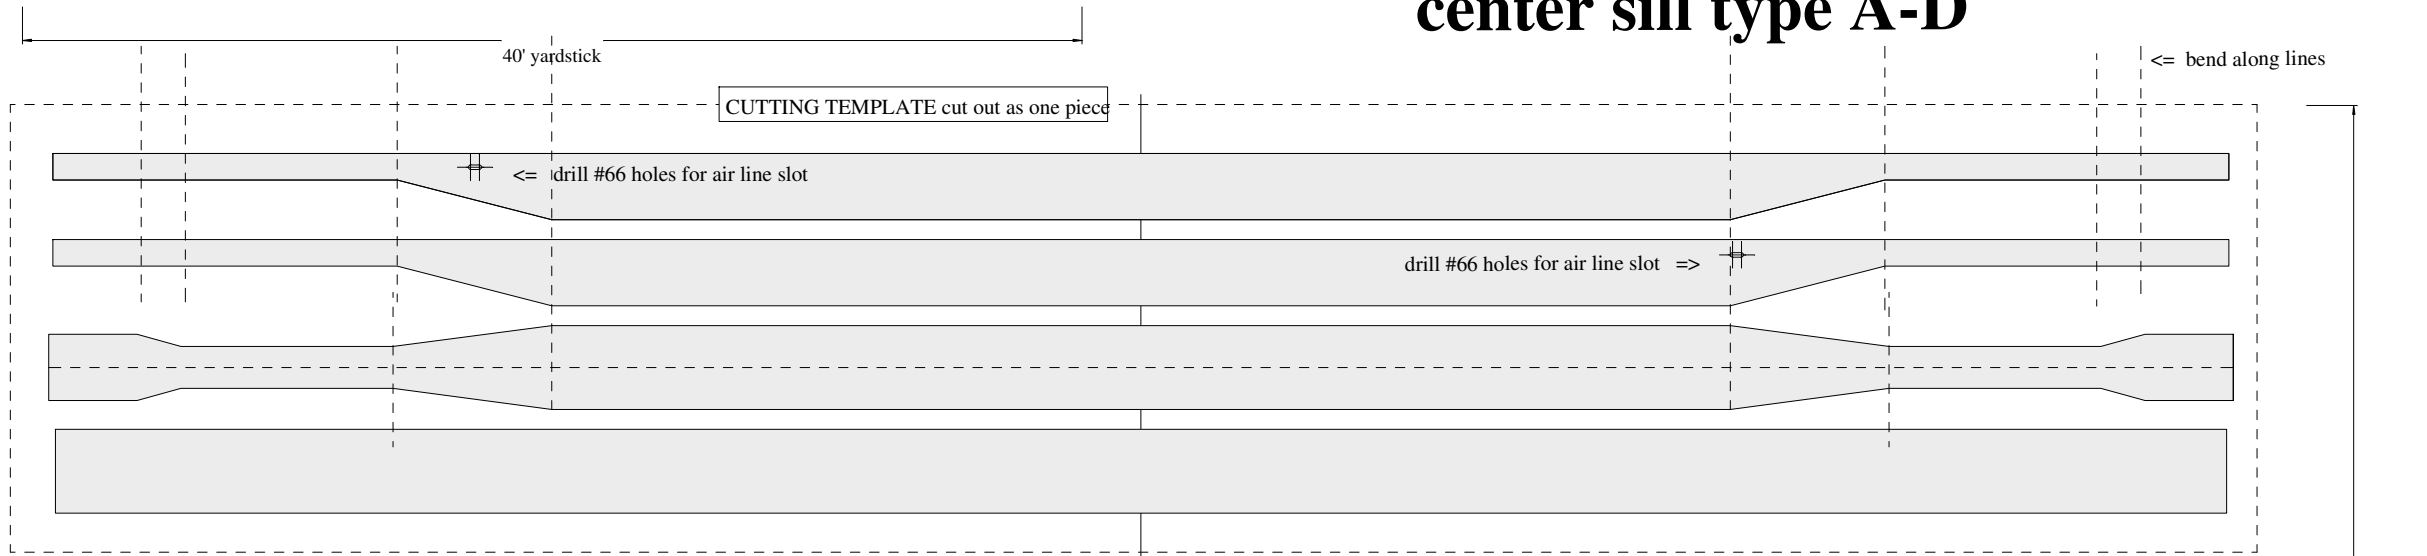 center sill type A-D
40' yardstick
<= bend along lines
CUTTING TEMPLATE cut out as one piece
<= drill #66 holes for air line slot
drill #66 holes for air line slot =>